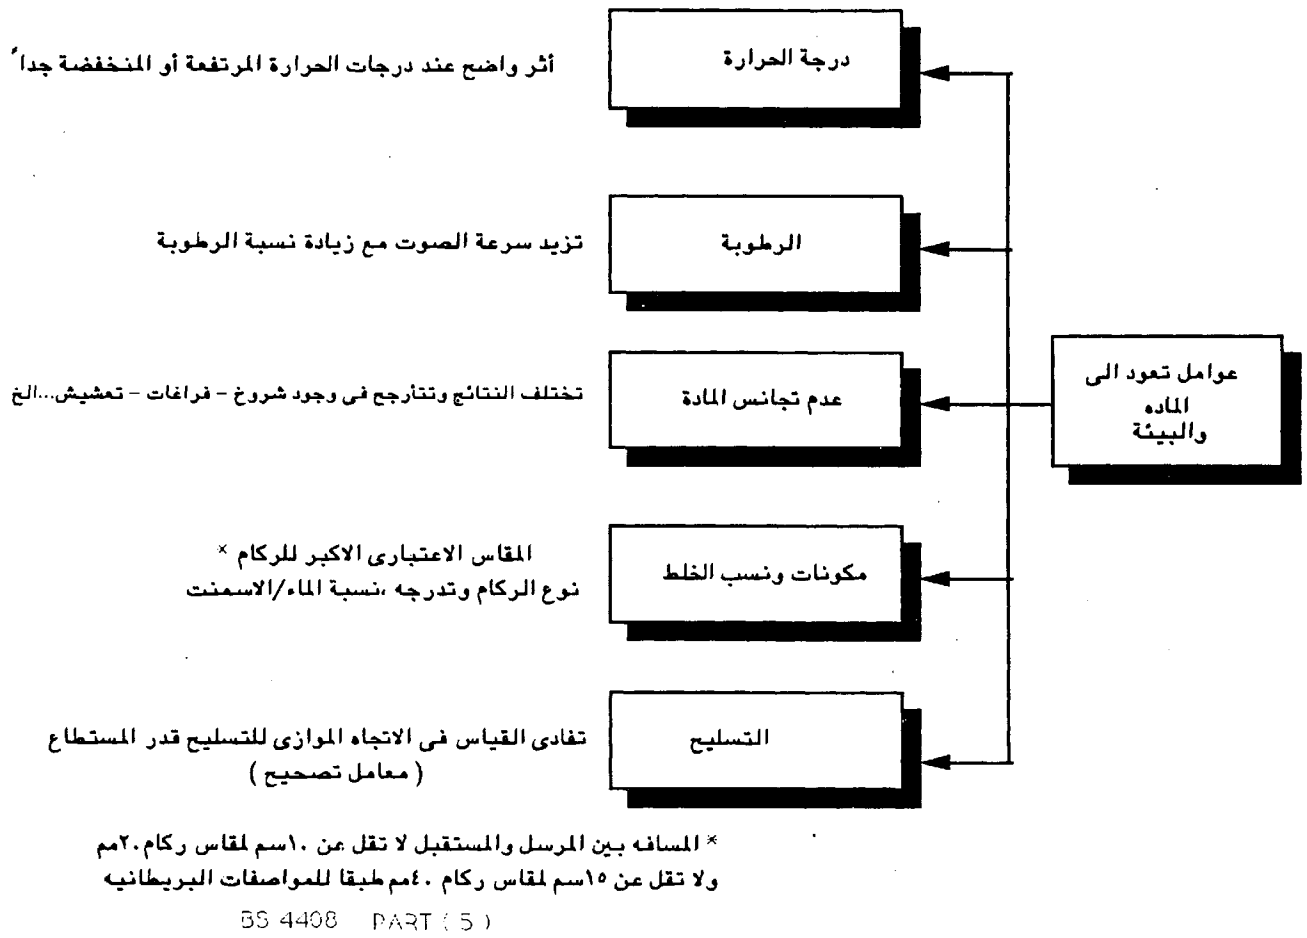 درجة الحرارة
أثر واضح عند درجات الحرارة المرتفعة أو المنخفضة جداً
الرطوبة
تزيد سرعة الصوت مع زيادة نسبة الرطوبة
عوامل تعود الى
الماده
والبيئة
عدم تجانس المادة
تختلف النتائج وتتأرجح فى وجود شروخ - فراغات - تعشيش...الخ
مكونات ونسب الخلط
المقاس الاعتبارى الاكبر للركام *
نوع الركام وتدرجه ،نسبة الماء/الاسمنت
التسليح
تفادى القياس فى الاتجاه الموازى للتسليح قدر المستطاع
( معامل تصحيح )
* المسافه بين المرسل والمستقبل لا تقل عن ١٠سم لمقاس ركام ٢٠مم
ولا تقل عن ١٥سم لمقاس ركام ٤٠مم طبقا للمواصفات البريطانيه
BS 4408 PART ( 5 )